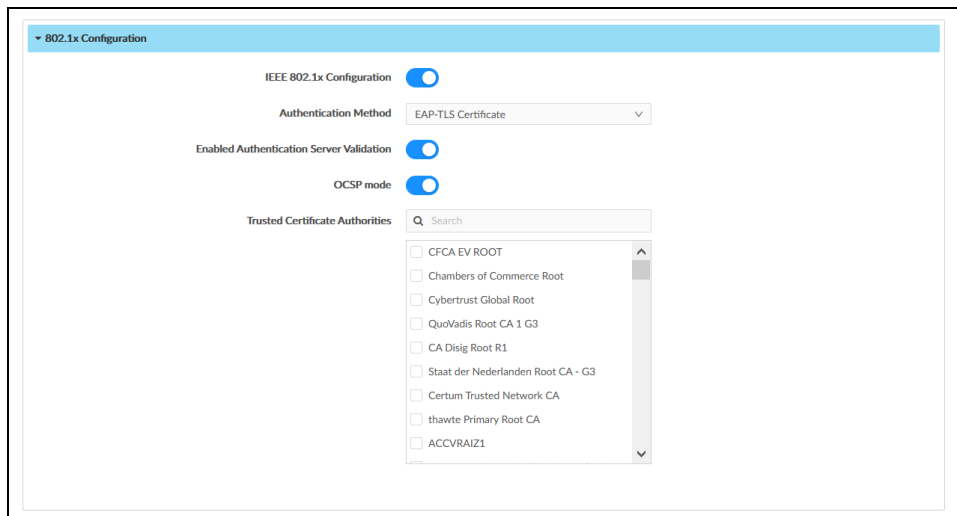 802.1x Configuration
IEEE 802.1x Configuration
Authentication Method EAP-TLS Certificate
Enabled Authentication Server Validation
OCSP mode
Trusted Certificate Authorities Search
CFCA EV ROOT
Chambers of Commerce Root
Cybertrust Global Root
QuoVadis Root CA 1 G3
CA Disig Root R1
Staat der Nederlanden Root CA - G3
Certum Trusted Network CA
thawte Primary Root CA
ACCVRAIZ1